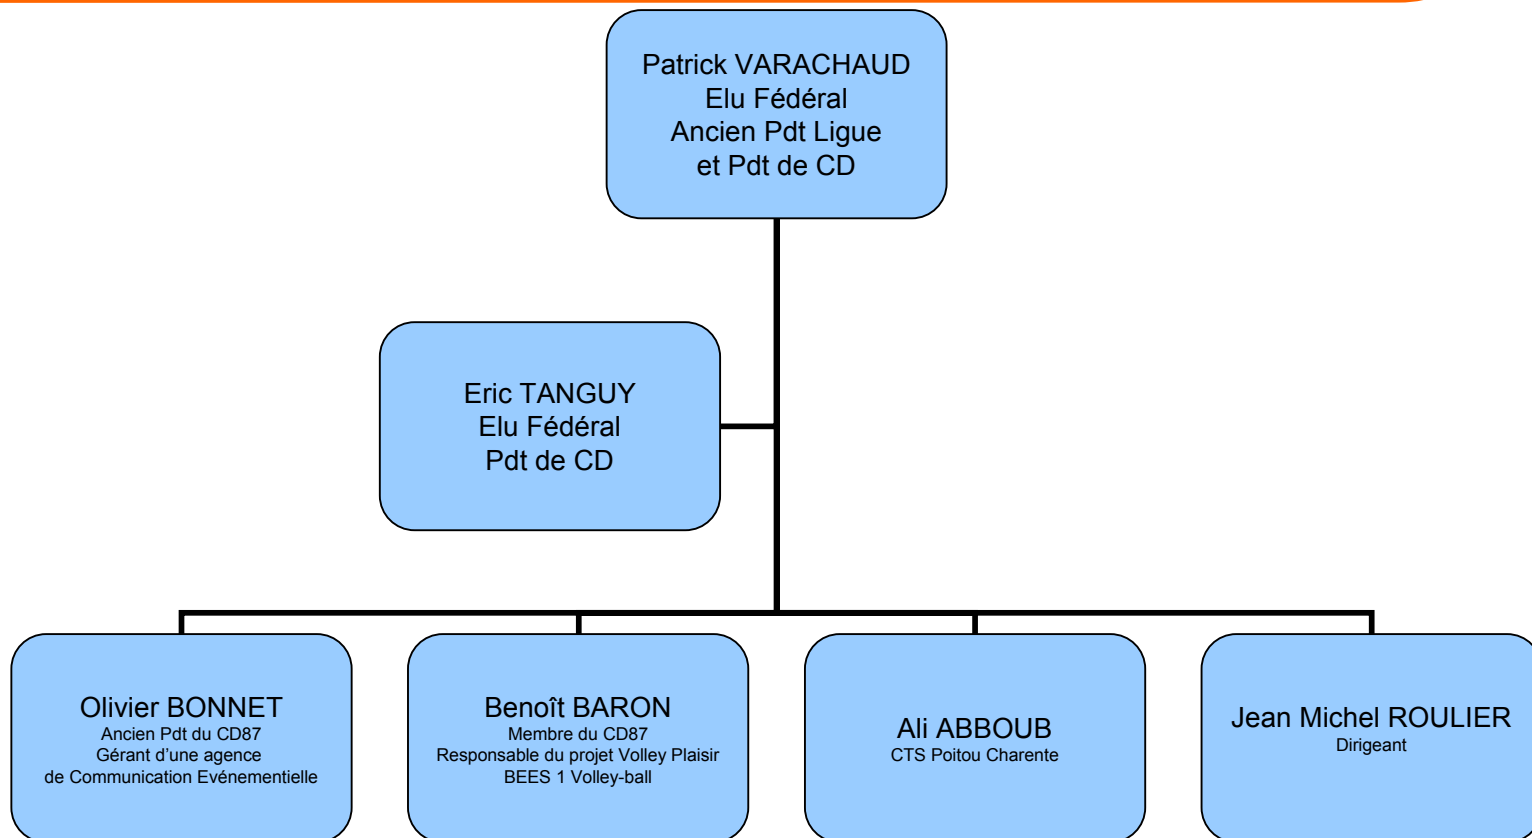 Patrick VARACHAUD
Elu Fédéral
Ancien Pdt Ligue
et Pdt de CD
Eric TANGUY
Elu Fédéral
Pdt de CD
Olivier BONNET
Ancien Pdt du CD87
Gérant d’une agence
de Communication Evénementielle
Benoît BARON
Membre du CD87
Responsable du projet Volley Plaisir
BEES 1 Volley-ball
Ali ABBOUB
CTS Poitou Charente
Jean Michel ROULIER
Dirigeant